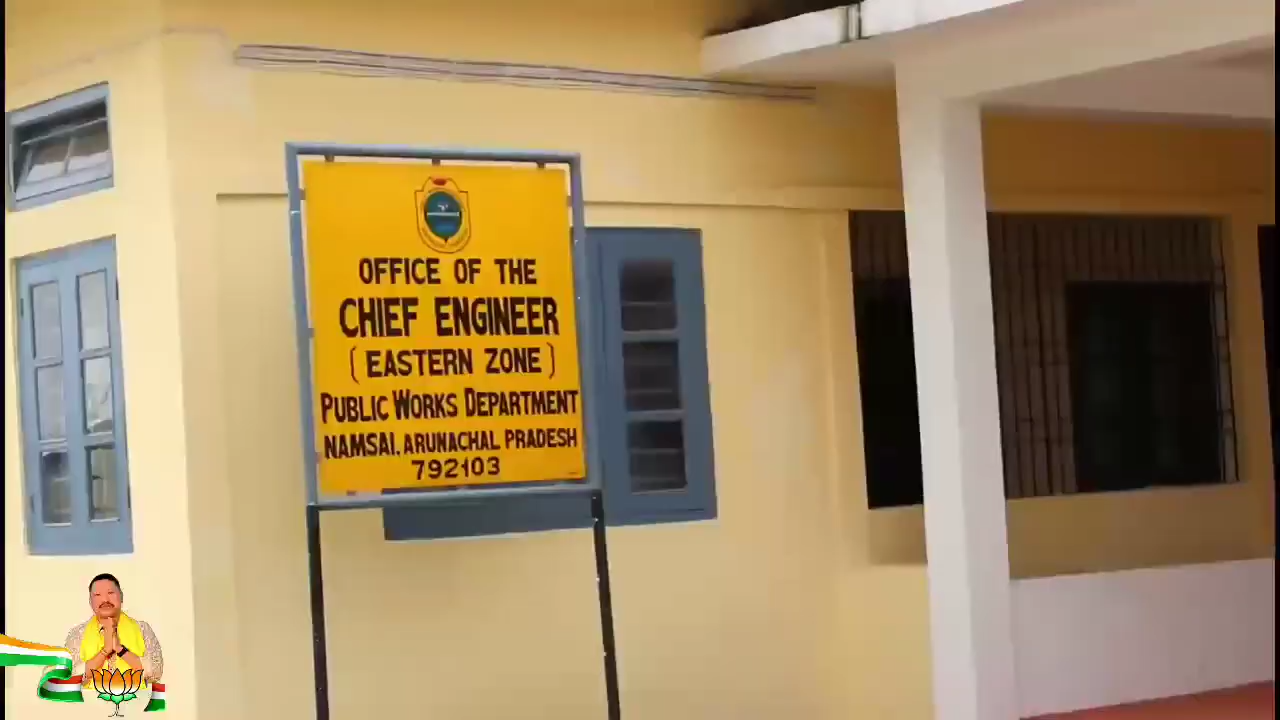 OFFICE OF THE
CHIEF ENGINEER
(EASTERN ZONE)
PUBLIC WORKS DEPARTMENT
NAMSAI, ARUNACHAL PRADESH
792103